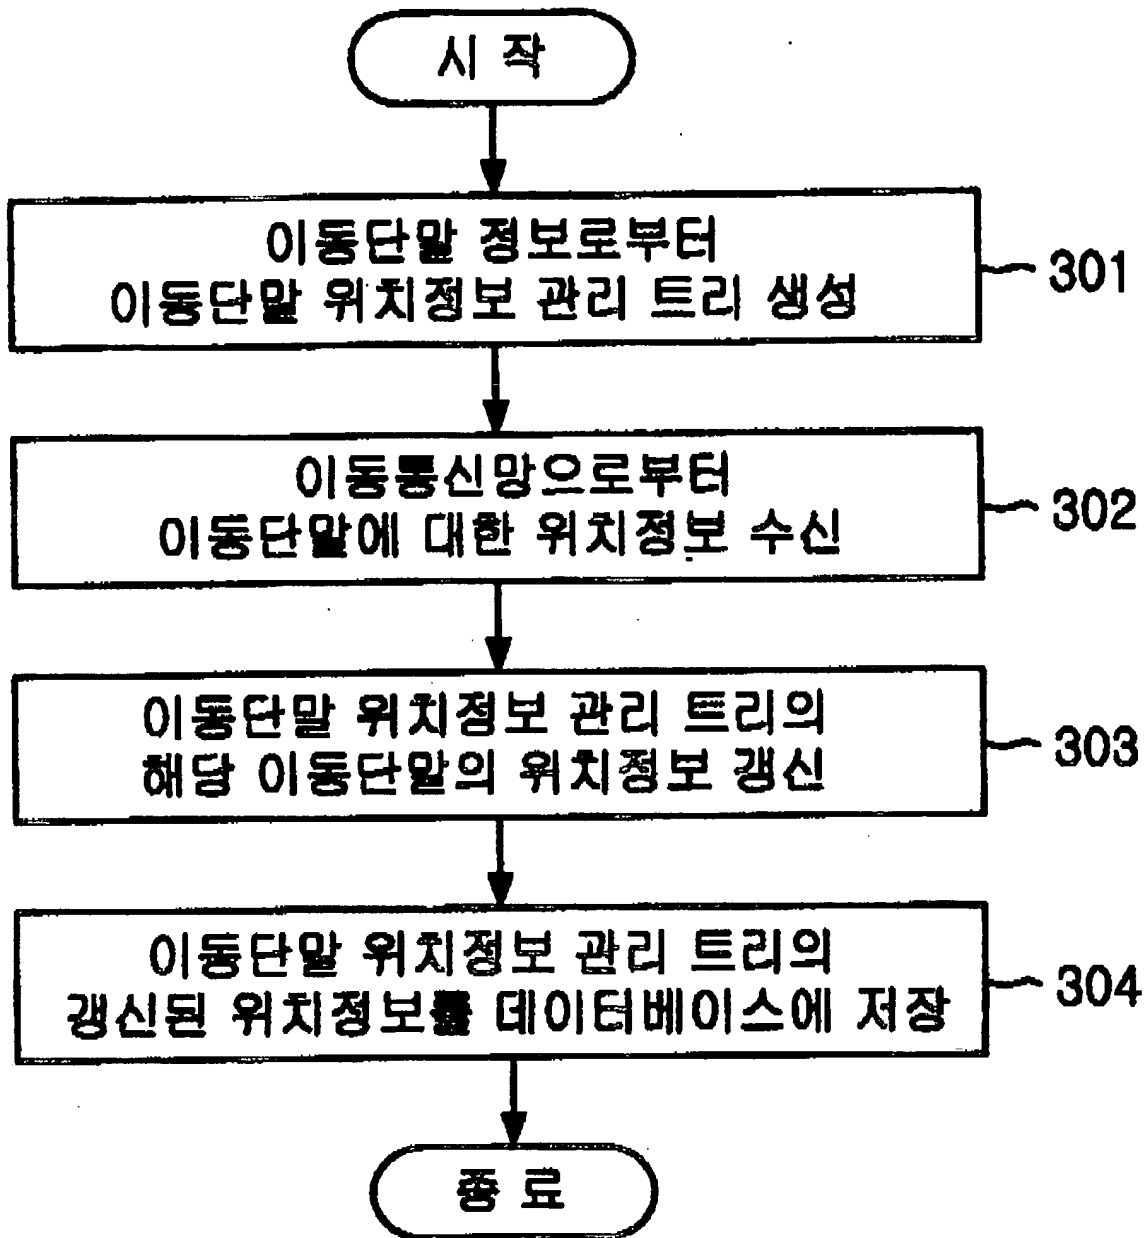 시 작
이동단말 정보로부터
이동단말 위치정보 관리 트리 생성
301
이동통신망으로부터
이동단말에 대한 위치정보 수신
302
이동단말 위치정보 관리 트리의
해당 이동단말의 위치정보 갱신
303
이동단말 위치정보 관리 트리의
갱신된 위치정보를 데이터베이스에 저장
304
종 료